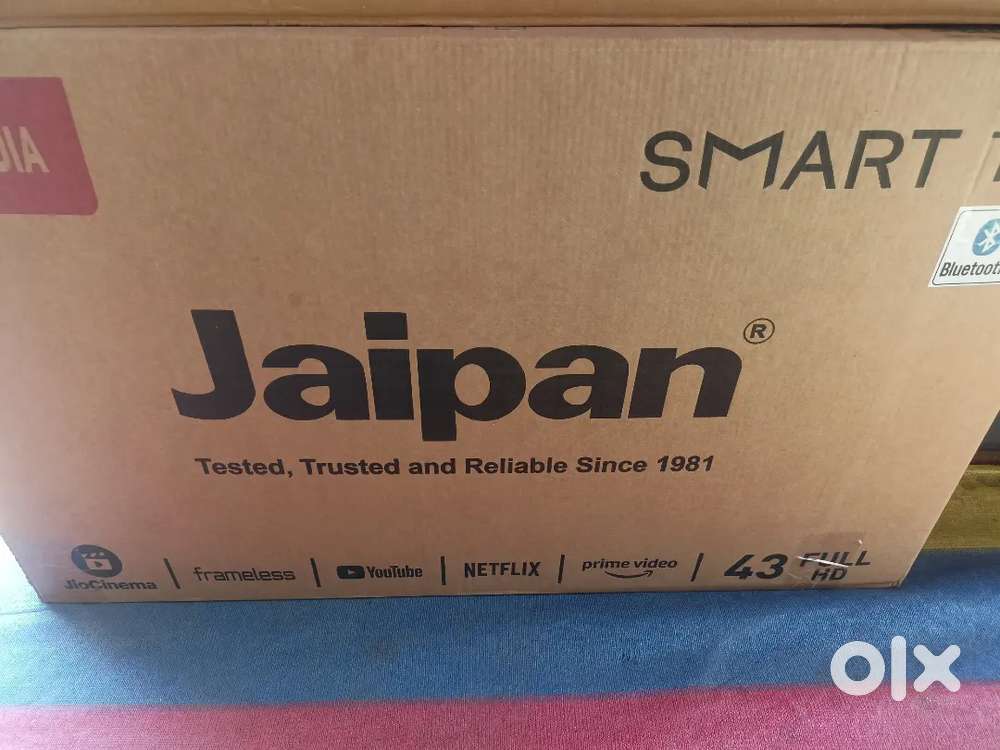 DIA
SMART
Bluetooth
Jaipan®
Tested, Trusted and Reliable Since 1981
JioCinema | frameless | YouTube | NETFLIX | prime video | 43 FULL HD
olx